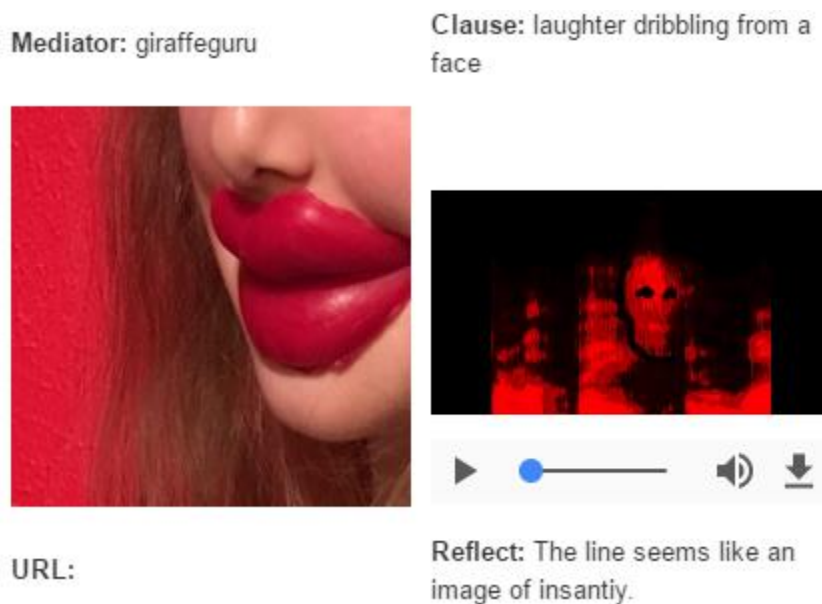 Mediator: giraffeguru
Clause: laughter dribbling from a
face
URL:
Reflect: The line seems like an
image of insantiy.